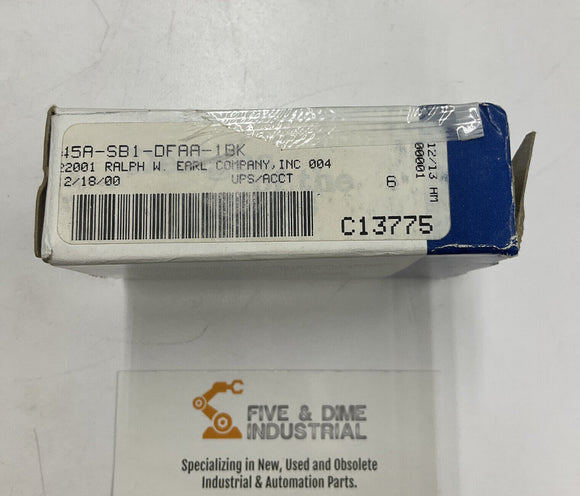 45A-SB1-DFAA-1BK
22001 RALPH W. EARL COMPANY,INC 004
2/18/00 UPS/ACCT 6
C13775
12/13 HM
00001
FIVE & DIME
INDUSTRIAL
Specializing in New, Used and Obsolete
Industrial & Automation Parts.